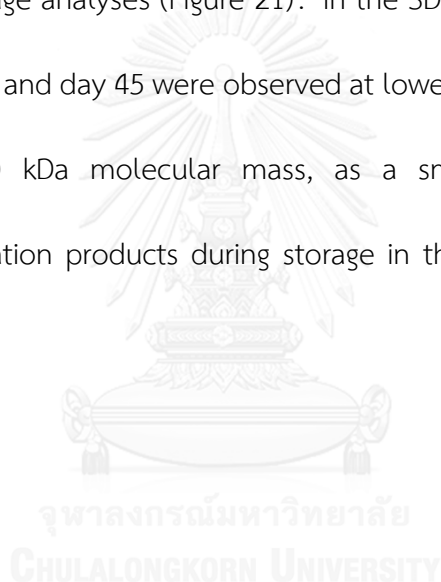 ge analyses (Figure 21). In the SD
and day 45 were observed at lowe
kDa molecular mass, as a sm
ation products during storage in th
จุฬาลงกรณ์มหาวิทยาลัย
CHULALONGKORN UNIVERSITY